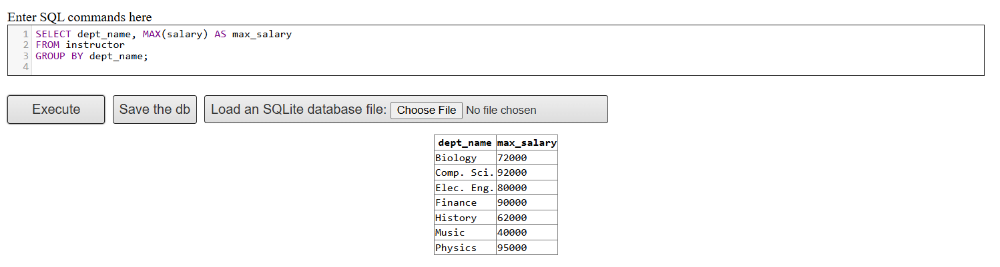 Enter SQL commands here
1 SELECT dept_name, MAX(salary) AS max_salary
2 FROM instructor
3 GROUP BY dept_name;
4
Execute Save the db Load an SQLite database file: Choose File No file chosen
dept_name max_salary
Biology 72000
Comp. Sci. 92000
Elec. Eng. 80000
Finance 90000
History 62000
Music 40000
Physics 95000